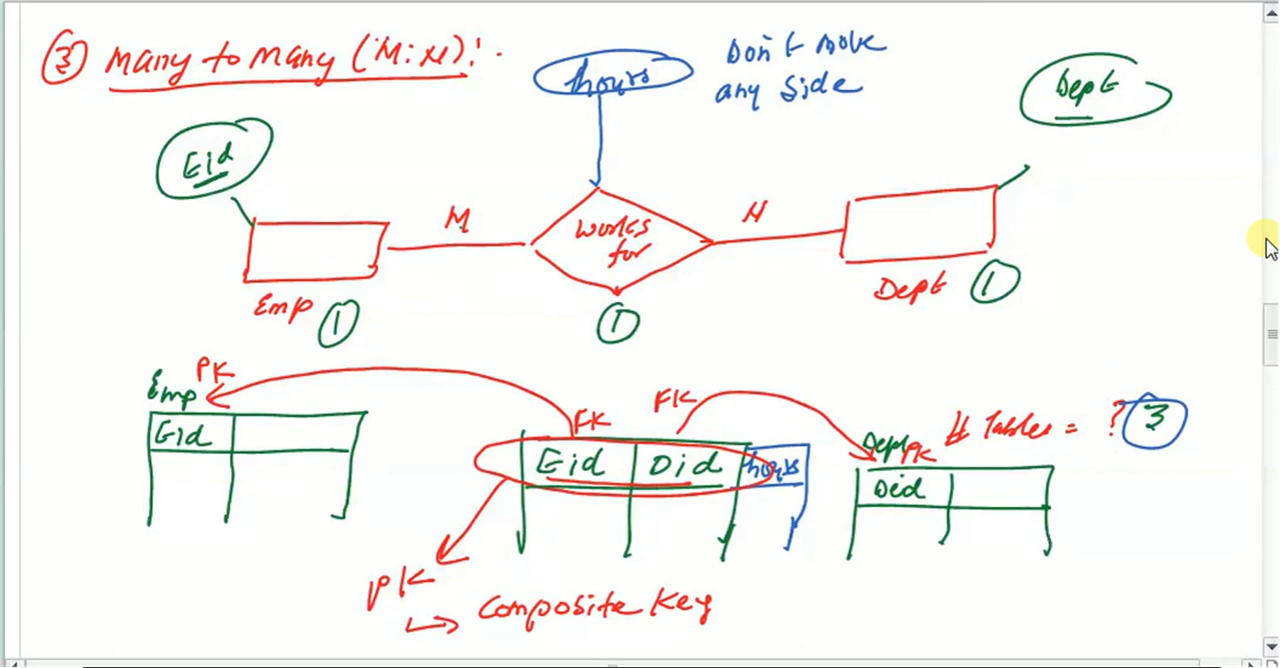 ③ Many to Many (M:N):-
hours
Don't move
any side
Dept
Eid
M
works
for
N
Emp ①
①
Dept ①
PK
Emp
FK
FK
# Tables = ? 3
Dept PK
Eid
Eid Did hours
Did
PK
↳ Composite Key